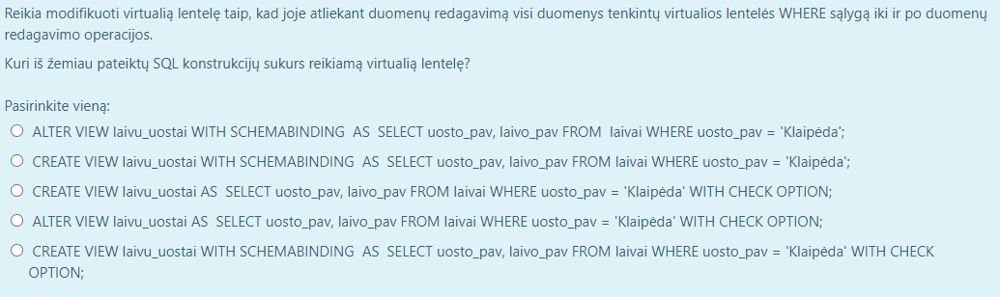 Reikia modifikuoti virtualią lentelę taip, kad joje atliekant duomenų redagavimą visi duomenys tenkintų virtualios lentelės WHERE sąlygą iki ir po duomenų
redagavimo operacijos.
Kuri iš žemiau pateiktų SQL konstrukcijų sukurs reikiamą virtualią lentelę?
Pasirinkite vieną:
ALTER VIEW laivu_uostai WITH SCHEMABINDING AS SELECT uosto_pav, laivo_pav FROM laivai WHERE uosto_pav = 'Klaipėda';
CREATE VIEW laivu_uostai WITH SCHEMABINDING AS SELECT uosto_pav, laivo_pav FROM laivai WHERE uosto_pav = 'Klaipėda';
CREATE VIEW laivu_uostai AS SELECT uosto_pav, laivo_pav FROM laivai WHERE uosto_pav = 'Klaipėda' WITH CHECK OPTION;
ALTER VIEW laivu_uostai AS SELECT uosto_pav, laivo_pav FROM laivai WHERE uosto_pav = 'Klaipėda' WITH CHECK OPTION;
CREATE VIEW laivu_uostai WITH SCHEMABINDING AS SELECT uosto_pav, laivo_pav FROM laivai WHERE uosto_pav = 'Klaipėda' WITH CHECK
OPTION;